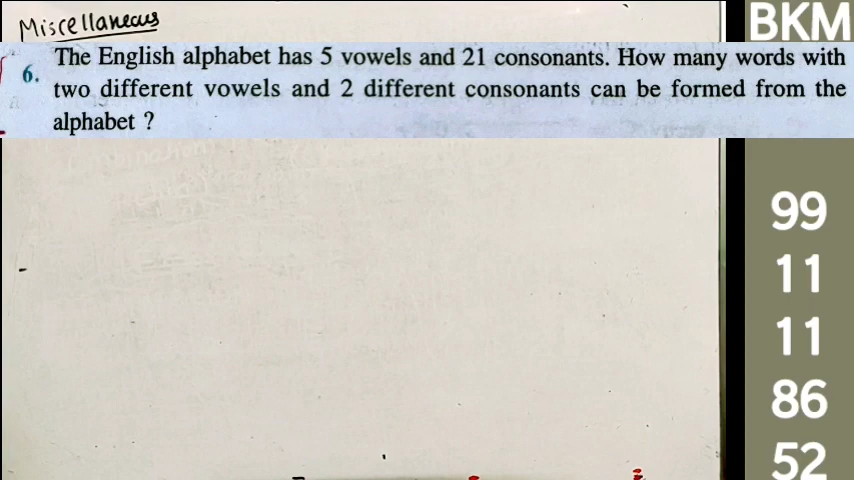 Miscellaneous
BKM
6. The English alphabet has 5 vowels and 21 consonants. How many words with
two different vowels and 2 different consonants can be formed from the
alphabet ?
99
11
11
86
52